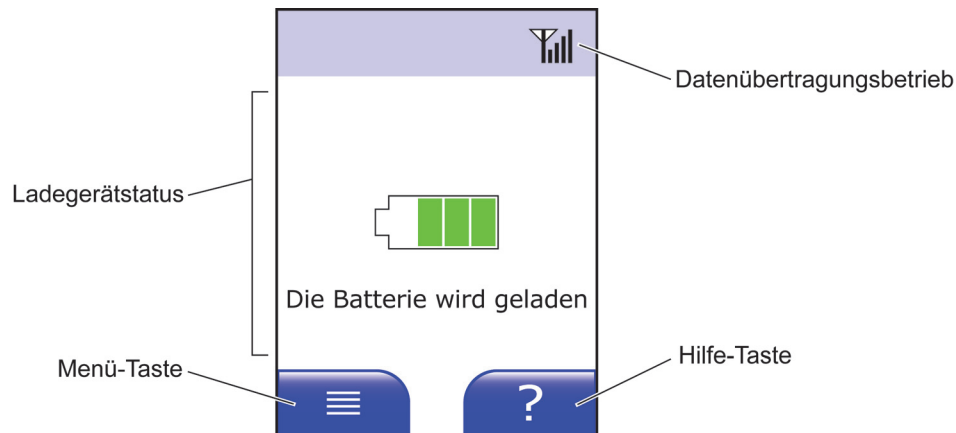 Datenübertragungsbetrieb
Ladegerätstatus
Die Batterie wird geladen
Menü-Taste
Hilfe-Taste
?